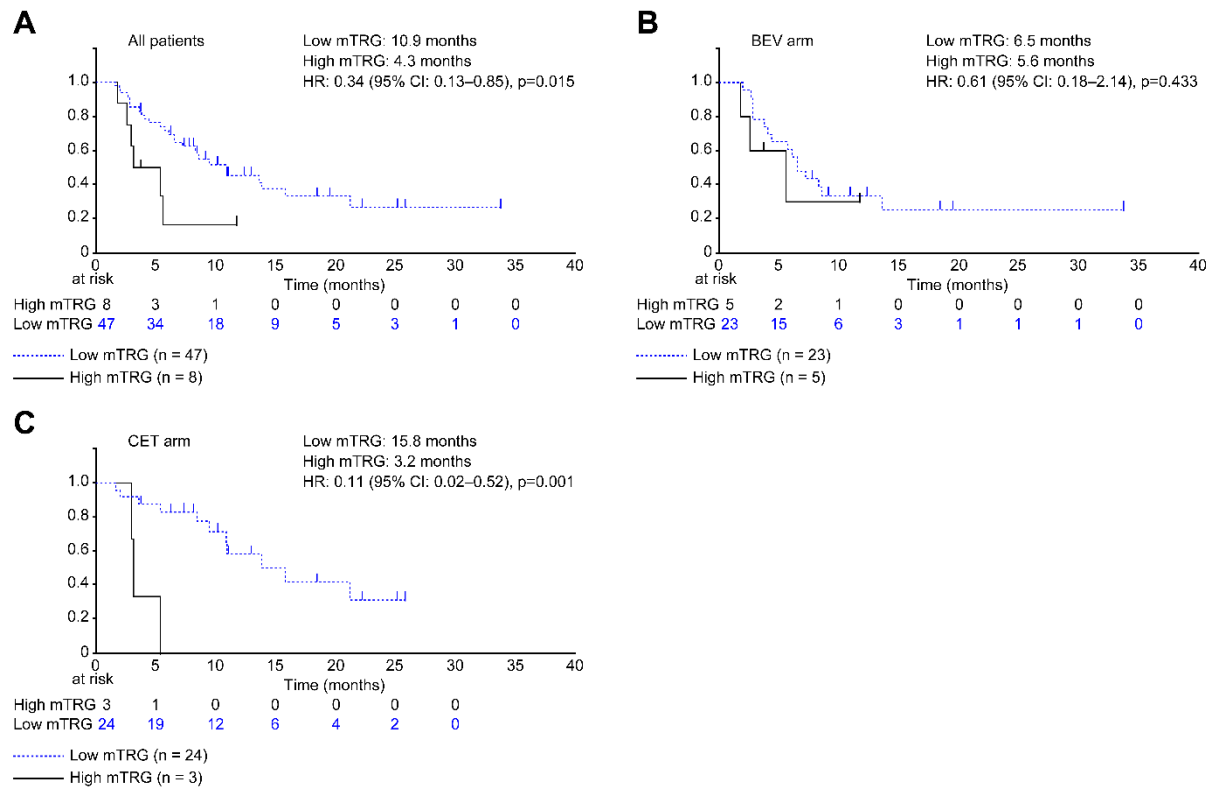 A
All patients
Low mTRG: 10.9 months
High mTRG: 4.3 months
HR: 0.34 (95% CI: 0.13–0.85), p=0.015
1.0
0.8
0.6
0.4
0.2
0
0 5 10 15 20 25 30 35 40
at risk
Time (months)
High mTRG 8 3 1 0 0 0 0 0
Low mTRG 47 34 18 9 5 3 1 0
Low mTRG (n = 47)
High mTRG (n = 8)
B
BEV arm
Low mTRG: 6.5 months
High mTRG: 5.6 months
HR: 0.61 (95% CI: 0.18–2.14), p=0.433
1.0
0.8
0.6
0.4
0.2
0
0 5 10 15 20 25 30 35 40
at risk
Time (months)
High mTRG 5 2 1 0 0 0 0 0
Low mTRG 23 15 6 3 1 1 1 0
Low mTRG (n = 23)
High mTRG (n = 5)
C
CET arm
Low mTRG: 15.8 months
High mTRG: 3.2 months
HR: 0.11 (95% CI: 0.02–0.52), p=0.001
1.0
0.8
0.6
0.4
0.2
0
0 5 10 15 20 25 30 35 40
at risk
Time (months)
High mTRG 3 1 0 0 0 0 0
Low mTRG 24 19 12 6 4 2 0
Low mTRG (n = 24)
High mTRG (n = 3)